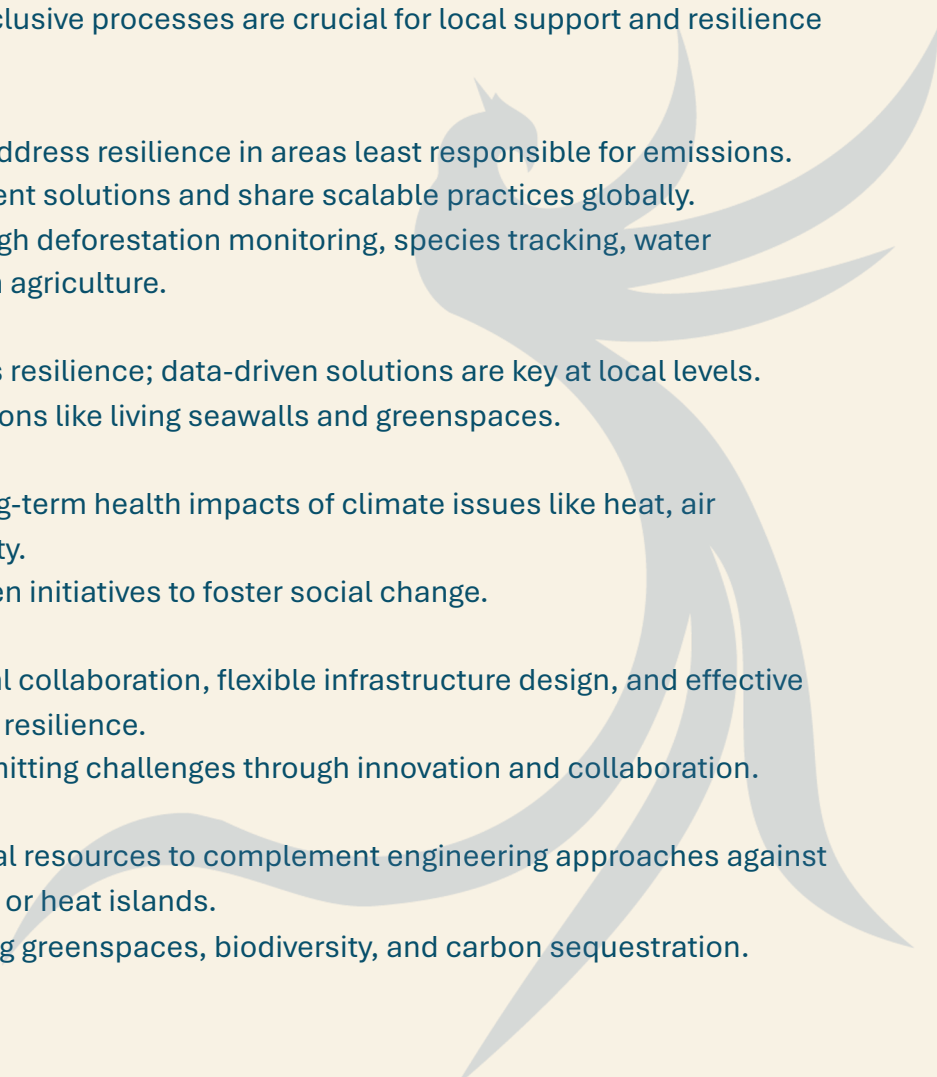 clusive processes are crucial for local support and resilience
ddress resilience in areas least responsible for emissions.
ent solutions and share scalable practices globally.
gh deforestation monitoring, species tracking, water
agriculture.
s resilience; data-driven solutions are key at local levels.
ons like living seawalls and greenspaces.
g-term health impacts of climate issues like heat, air
ty.
en initiatives to foster social change.
al collaboration, flexible infrastructure design, and effective
resilience.
mitting challenges through innovation and collaboration.
al resources to complement engineering approaches against
or heat islands.
g greenspaces, biodiversity, and carbon sequestration.